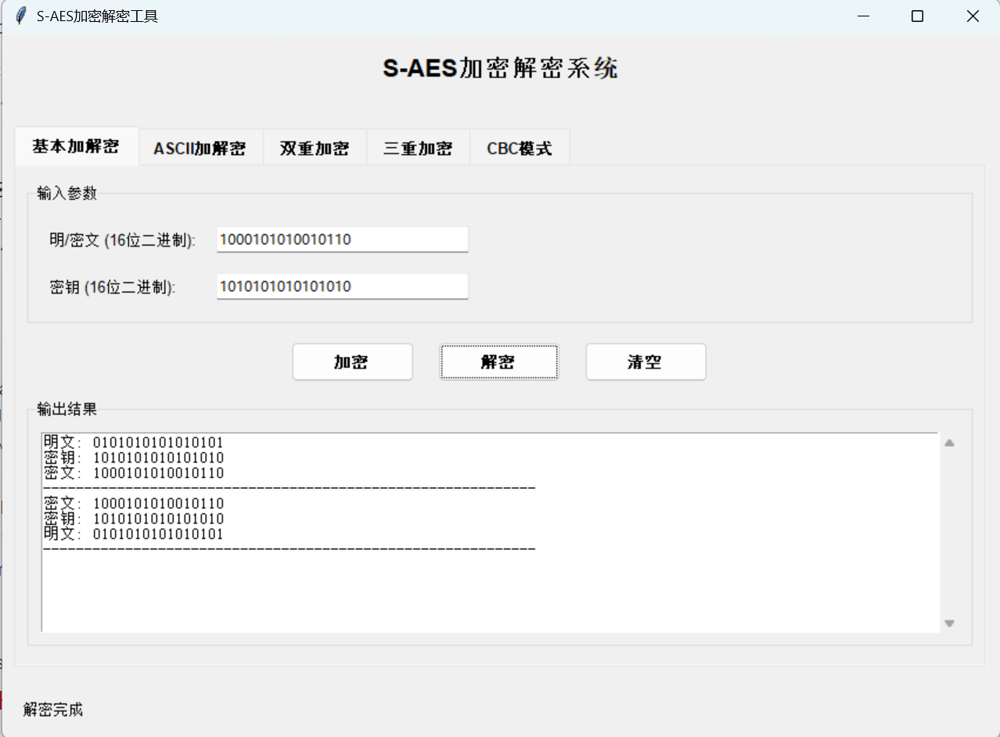 S-AES加密解密工具
S-AES加密解密系统
基本加解密 ASCII加解密 双重加密 三重加密 CBC模式
输入参数
明/密文 (16位二进制): 1000101010010110
密钥 (16位二进制): 1010101010101010
加密 解密 清空
输出结果
明文: 0101010101010101
密钥: 1010101010101010
密文: 1000101010010110
------------------------------------------------------------
密文: 1000101010010110
密钥: 1010101010101010
明文: 0101010101010101
------------------------------------------------------------
解密完成